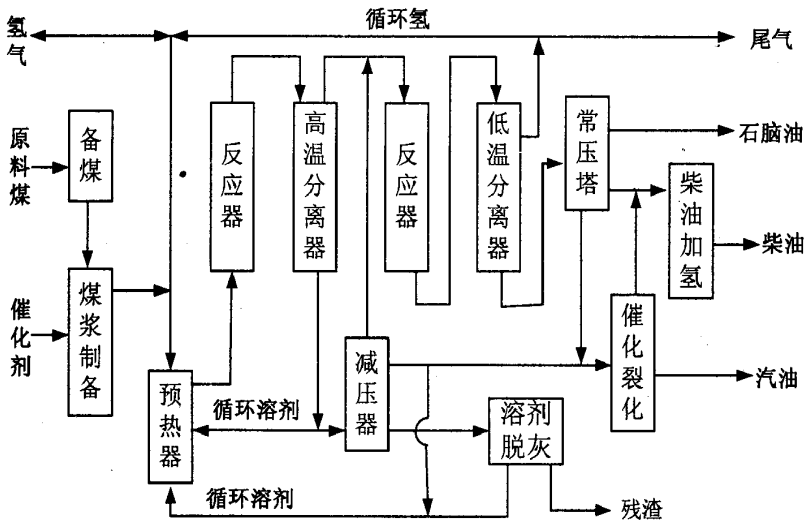 氢气
循环氢
尾气
原料煤
备煤
反应器
高温分离器
反应器
低温分离器
常压塔
石脑油
柴油加氢
柴油
催化剂
煤浆制备
预热器
循环溶剂
减压器
溶剂
脱灰
催化裂化
汽油
循环溶剂
残渣